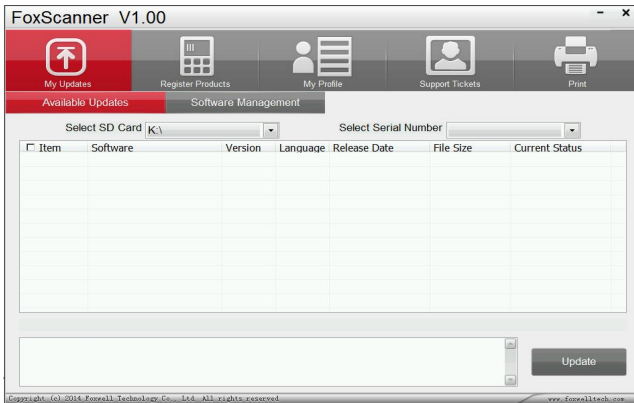 FoxScanner V1.00
My Updates Register Products My Profile Support Tickets Print
Available Updates Software Management
Select SD Card K:\ Select Serial Number
Item Software Version Language Release Date File Size Current Status
Update
Copyright (c) 2014 Foxwell Technology Co., Ltd. All rights reserved www.foxwelltech.com